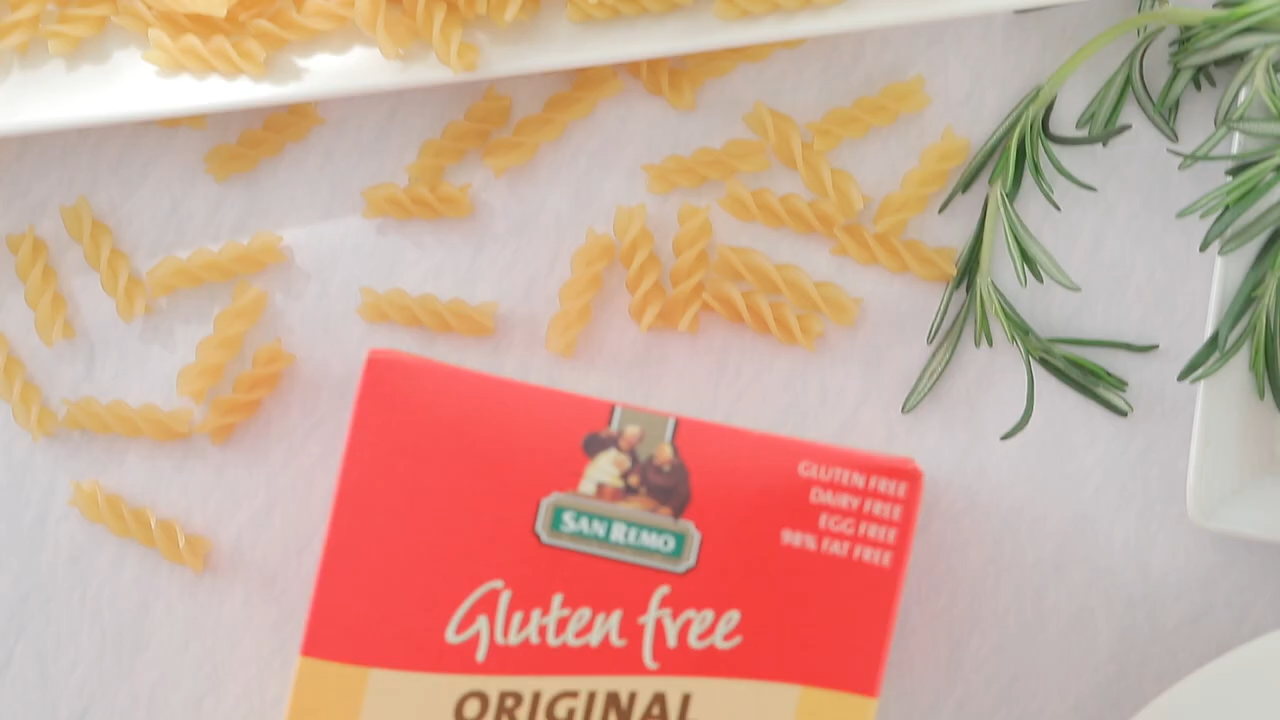 GLUTEN FREE
DAIRY FREE
EGG FREE
98% FAT FREE
SAN REMO
Gluten free
ORIGINAL